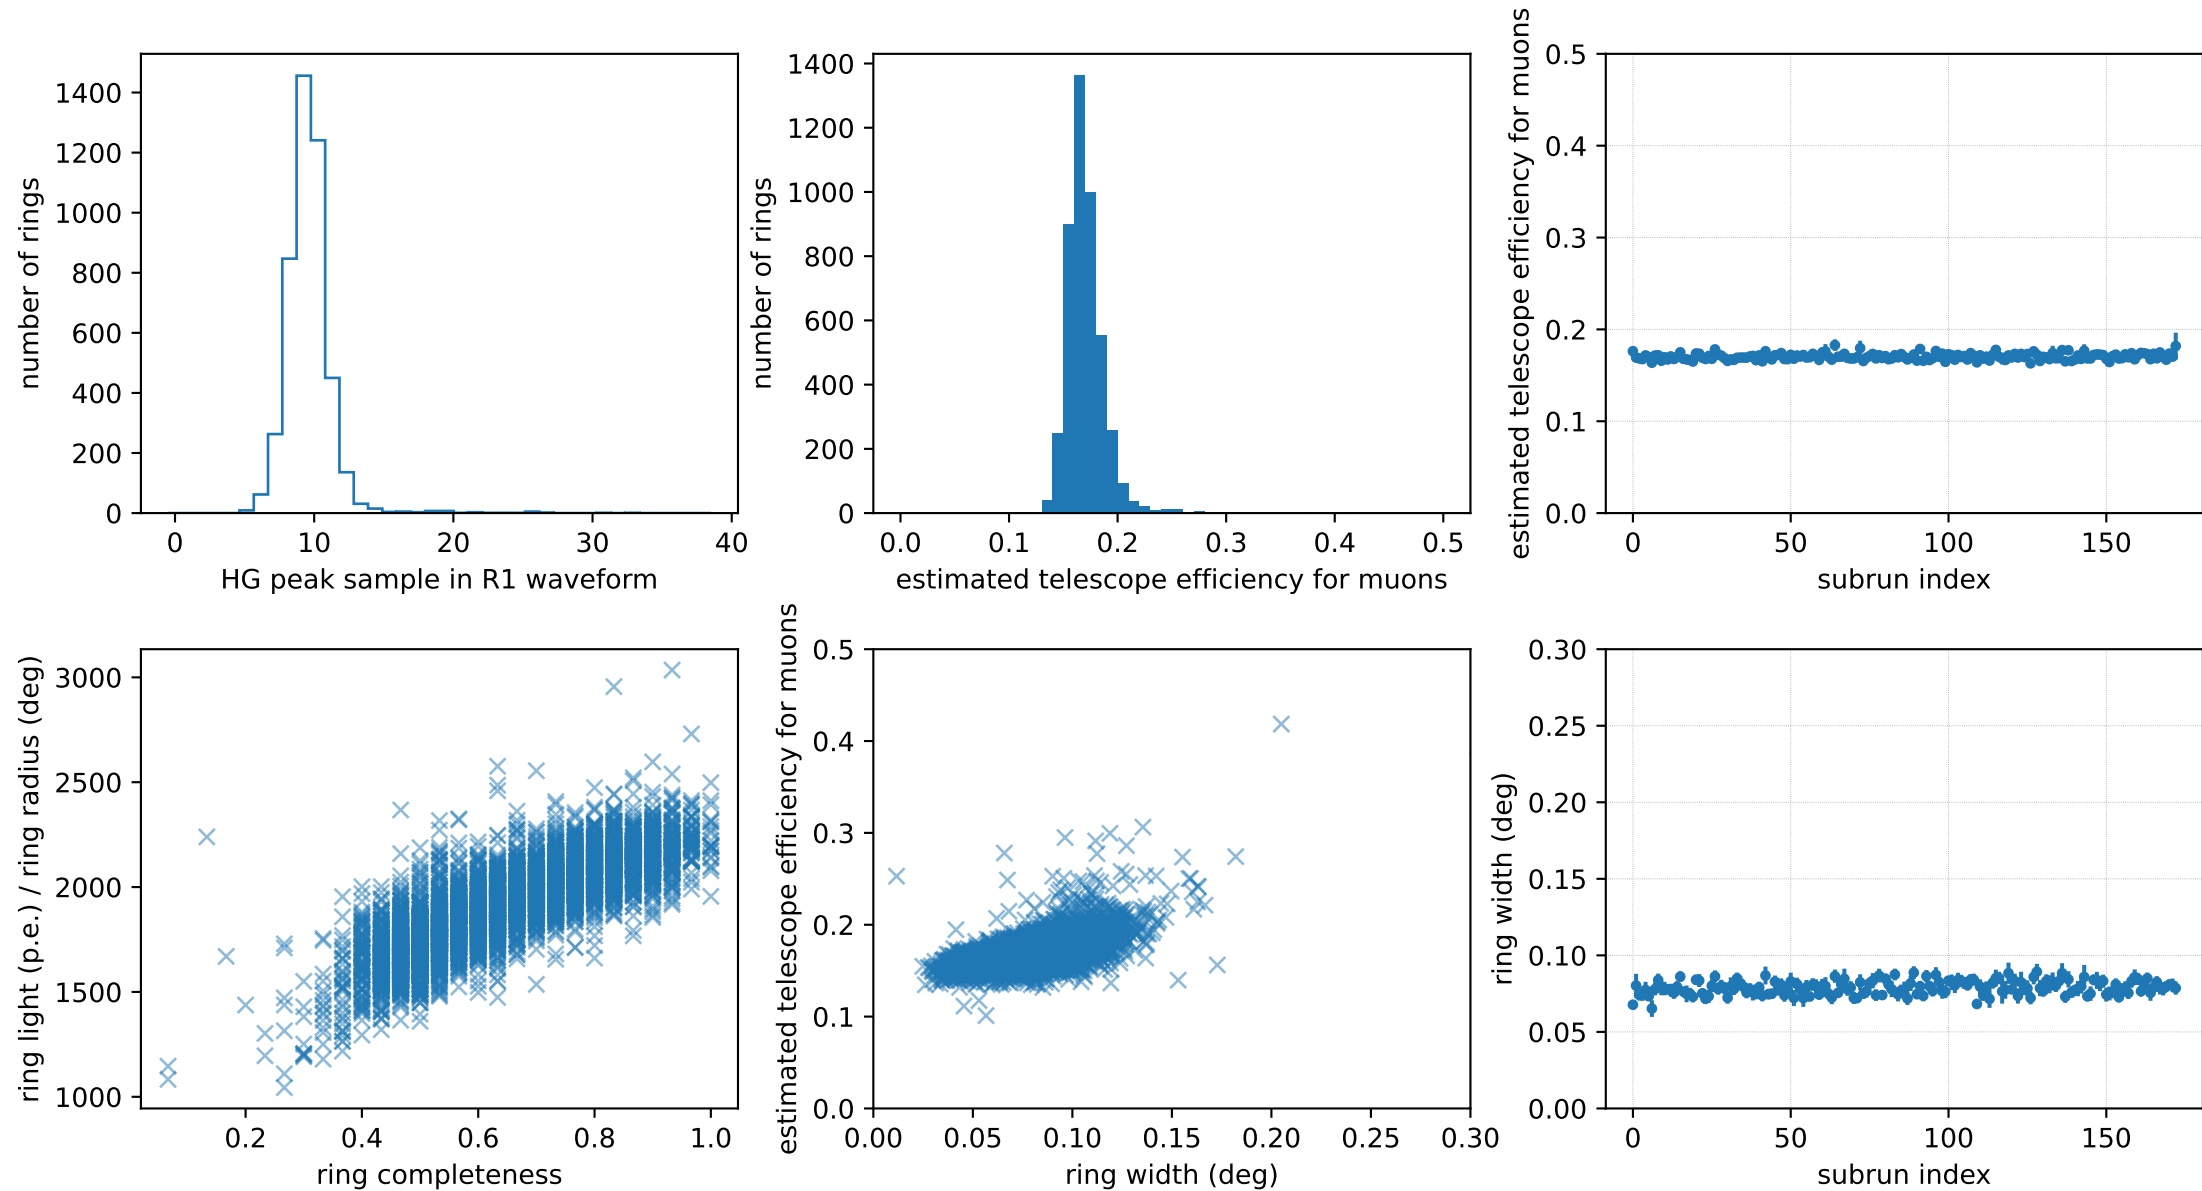 number of rings
1400
1200
1000
800
600
400
200
0
0 10 20 30 40
HG peak sample in R1 waveform
number of rings
1400
1200
1000
800
600
400
200
0
0.0 0.1 0.2 0.3 0.4 0.5
estimated telescope efficiency for muons
estimated telescope efficiency for muons
0.5
0.4
0.3
0.2
0.1
0.0
0 50 100 150
subrun index
ring light (p.e.) / ring radius (deg)
3000
2500
2000
1500
1000
0.2 0.4 0.6 0.8 1.0
ring completeness
estimated telescope efficiency for muons
0.5
0.4
0.3
0.2
0.1
0.0
0.00 0.05 0.10 0.15 0.20 0.25 0.30
ring width (deg)
ring width (deg)
0.30
0.25
0.20
0.15
0.10
0.05
0.00
0 50 100 150
subrun index